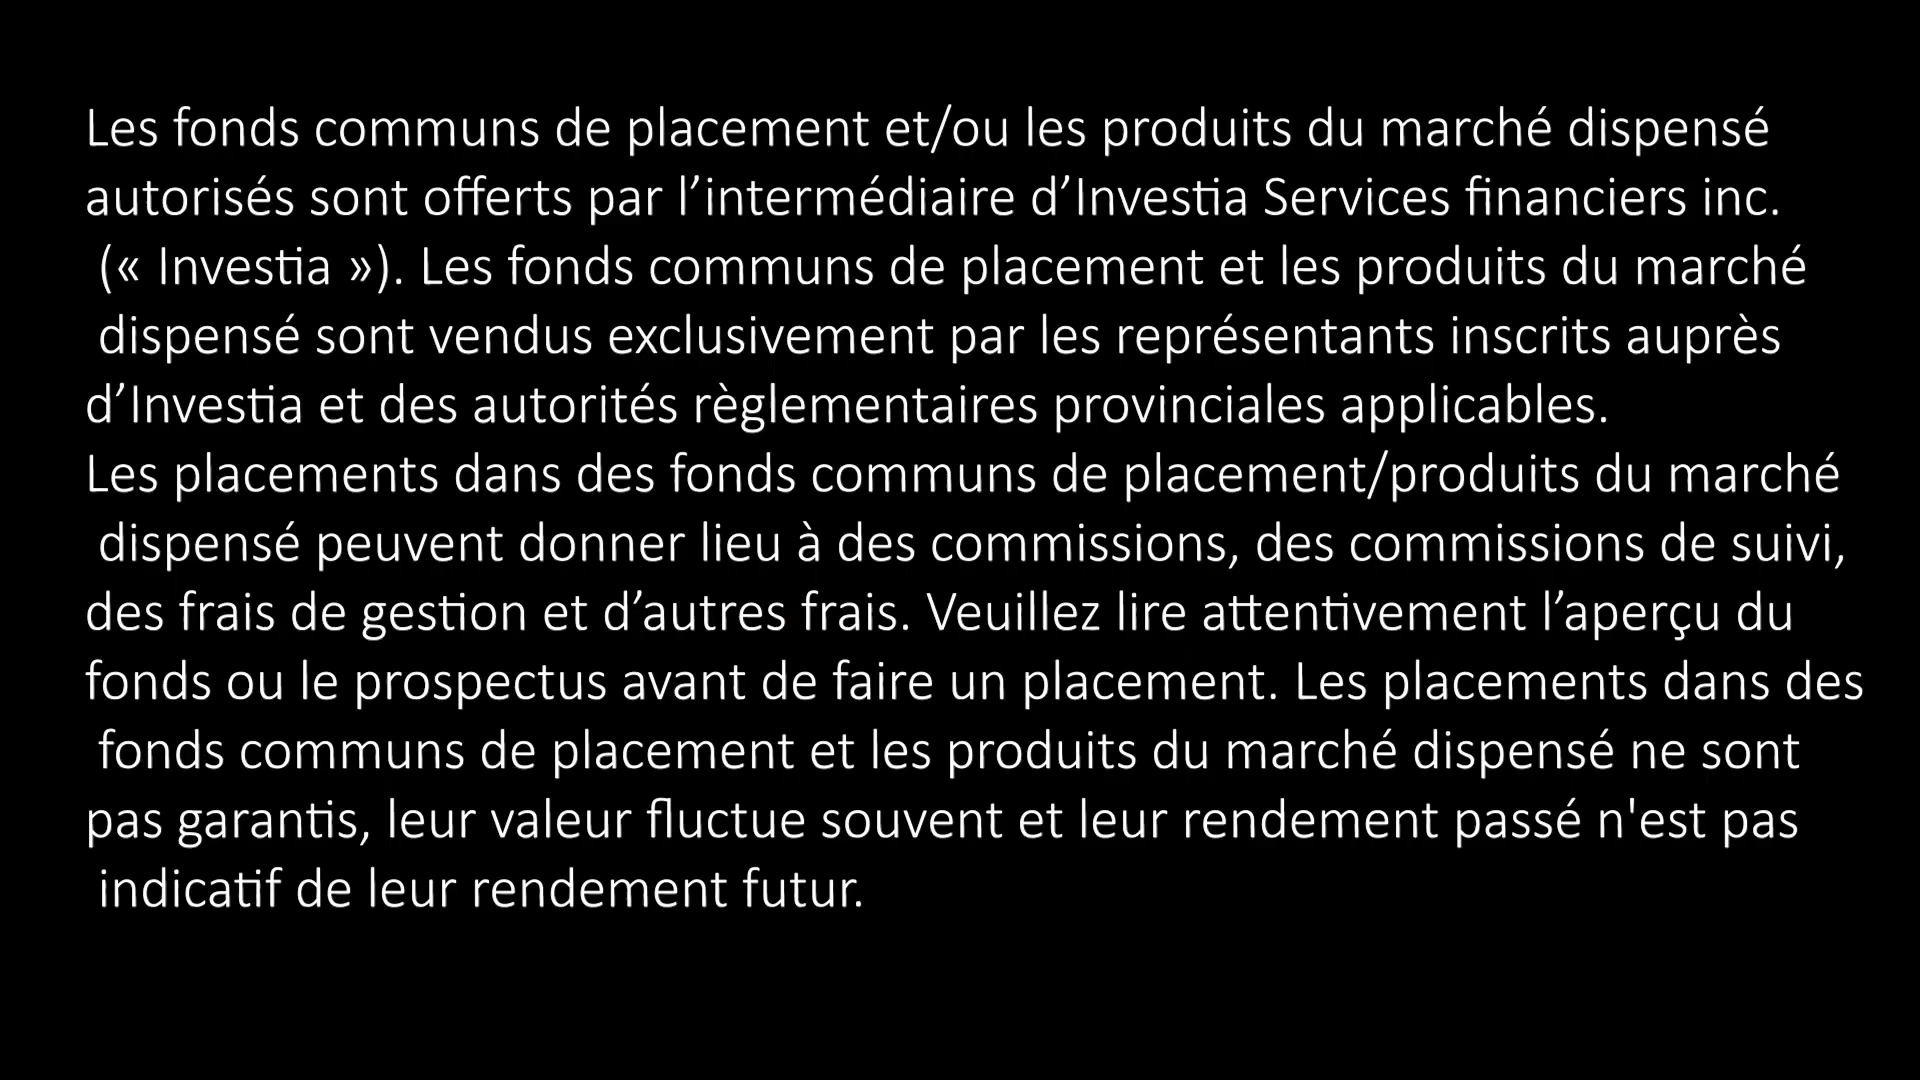 Les fonds communs de placement et/ou les produits du marché dispensé
autorisés sont offerts par l’intermédiaire d’Investia Services financiers inc.
(« Investia »). Les fonds communs de placement et les produits du marché
dispensé sont vendus exclusivement par les représentants inscrits auprès
d’Investia et des autorités règlementaires provinciales applicables.
Les placements dans des fonds communs de placement/produits du marché
dispensé peuvent donner lieu à des commissions, des commissions de suivi,
des frais de gestion et d’autres frais. Veuillez lire attentivement l’aperçu du
fonds ou le prospectus avant de faire un placement. Les placements dans des
fonds communs de placement et les produits du marché dispensé ne sont
pas garantis, leur valeur fluctue souvent et leur rendement passé n'est pas
indicatif de leur rendement futur.